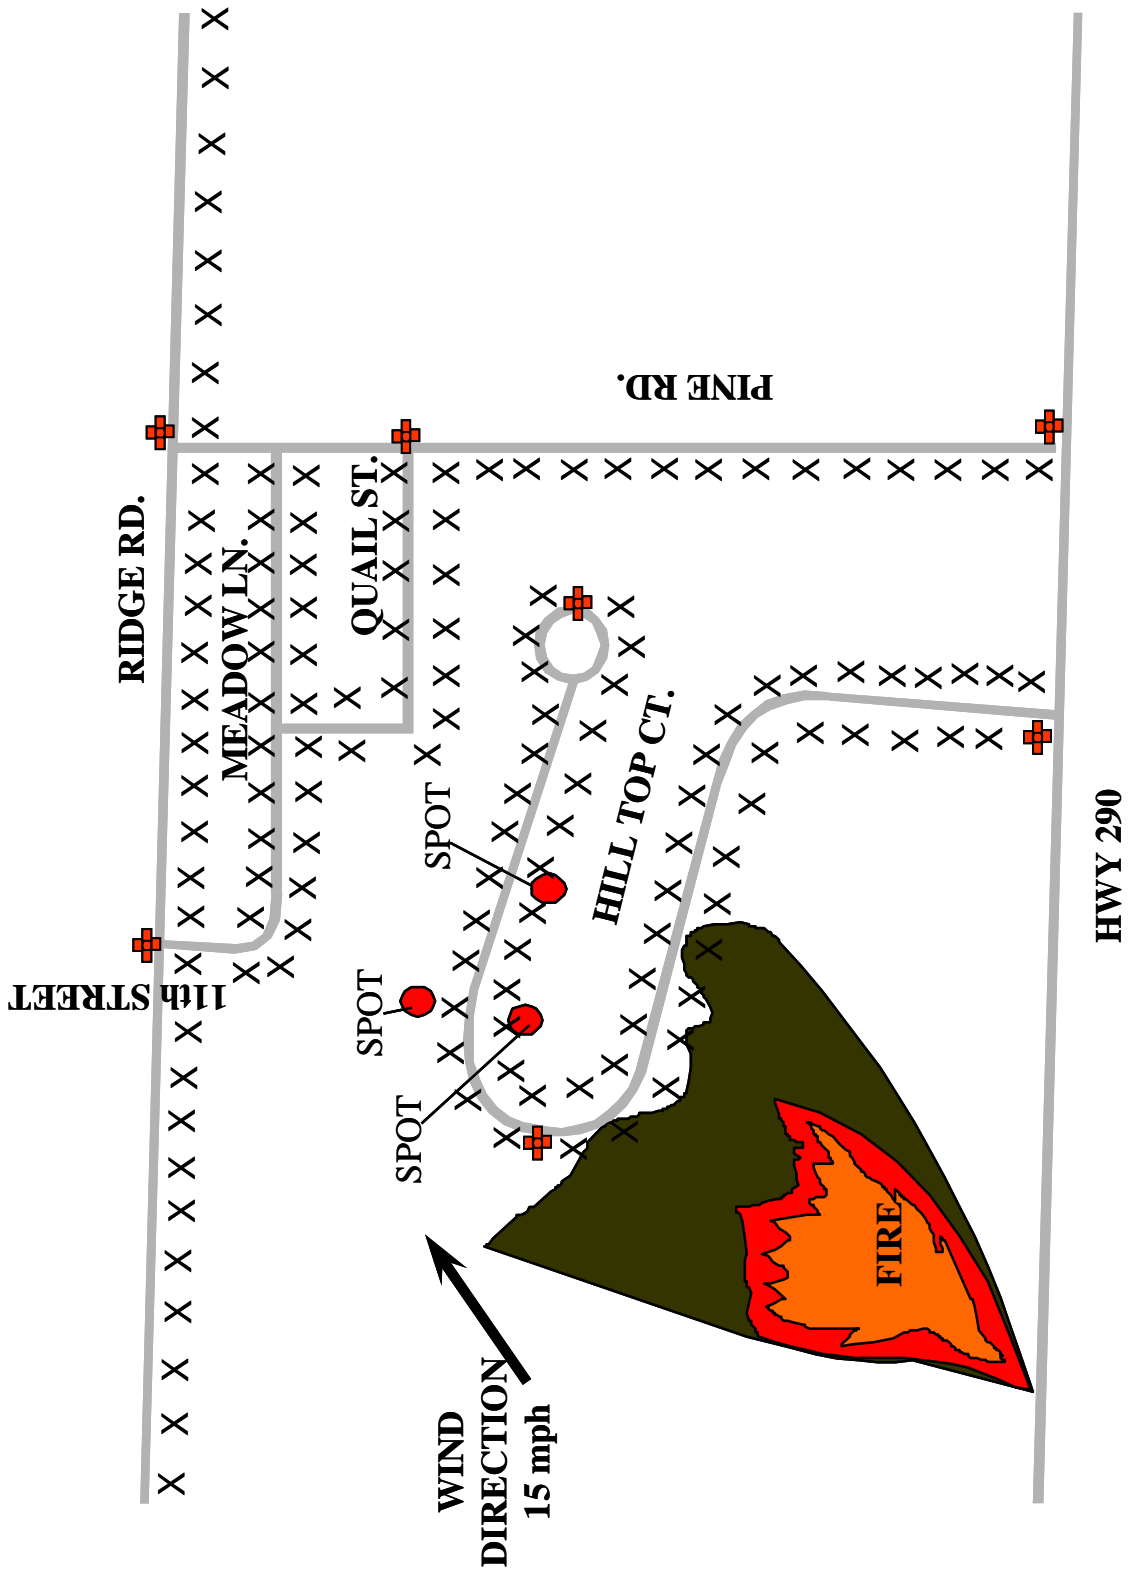 RIDGE RD.
11th STREET
MEADOW LN.
QUAIL ST.
PINE RD.
SPOT
SPOT
SPOT
HILL TOP CT.
WIND
DIRECTION
15 mph
FIRE
HWY 290